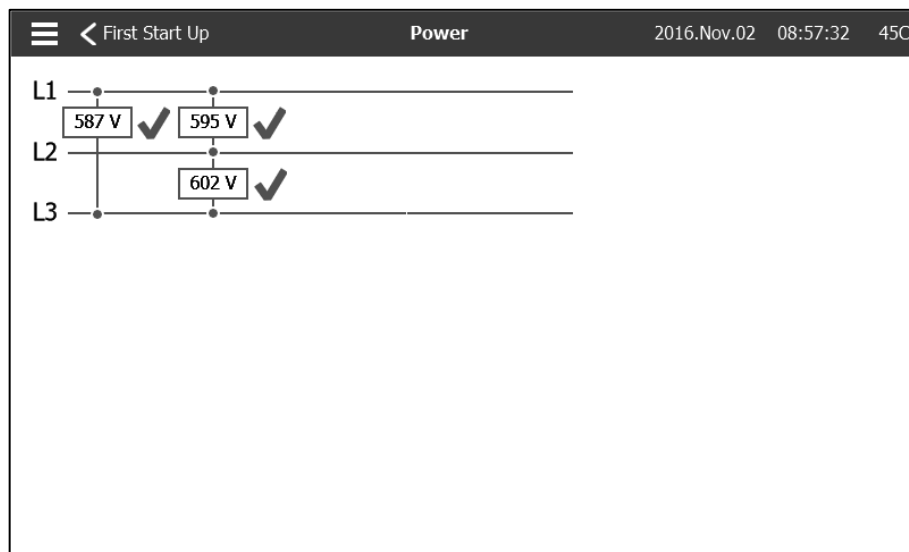 First Start Up Power 2016.Nov.02 08:57:32 45C
L1
587 V 595 V
L2
602 V
L3